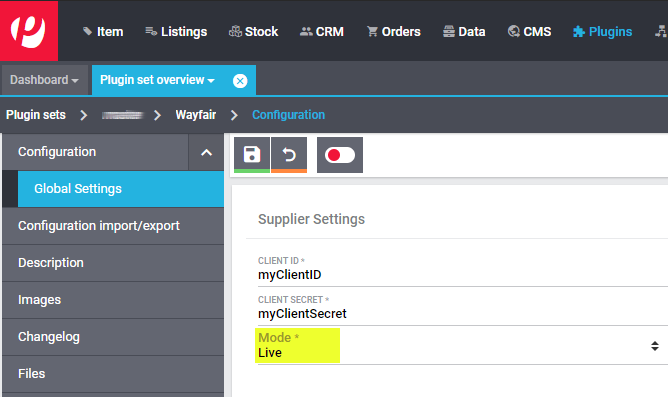 Item Listings Stock CRM Orders Data CMS Plugins
Dashboard Plugin set overview
Plugin sets Wayfair Configuration
Configuration
Global Settings
Configuration import/export
Description
Images
Changelog
Files
Supplier Settings
CLIENT ID *
myClientID
CLIENT SECRET *
myClientSecret
Mode *
Live